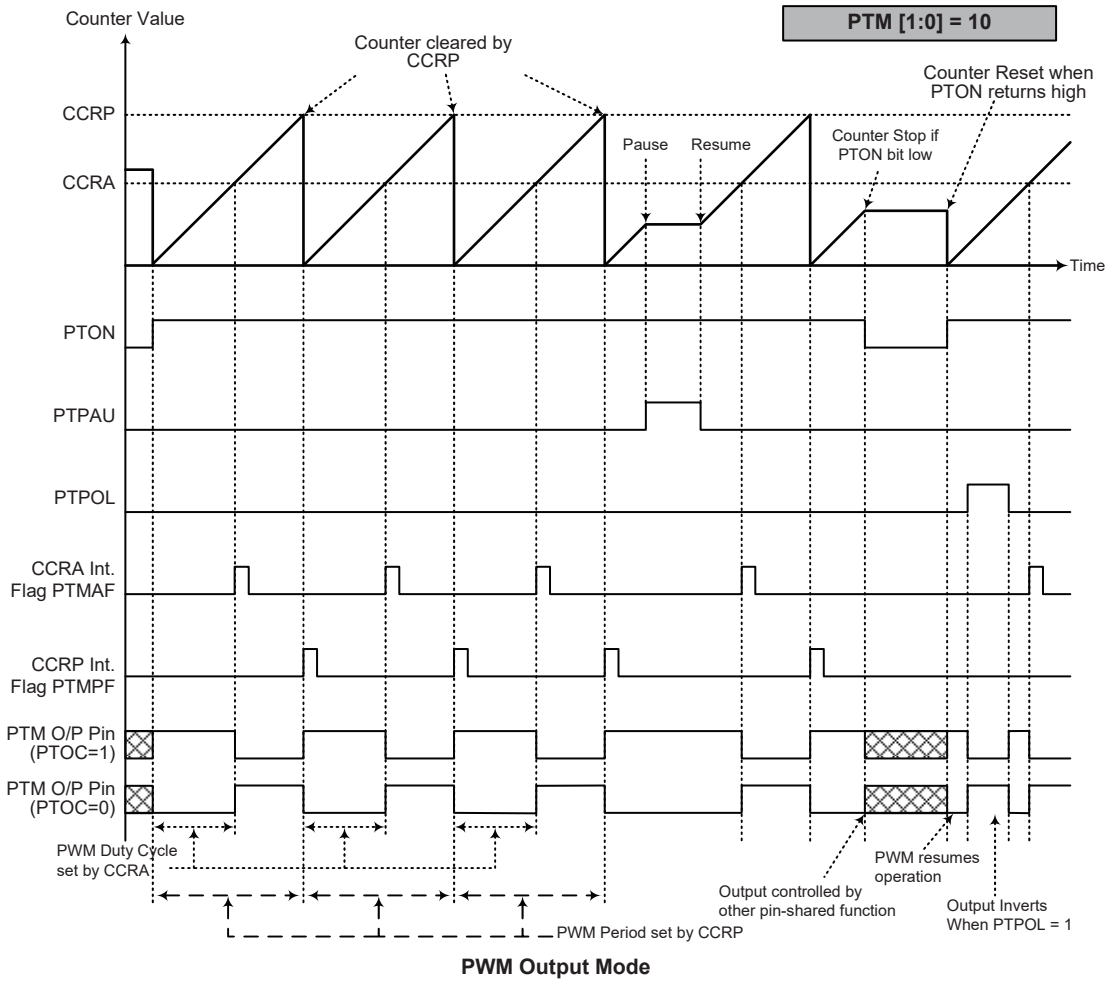 Counter Value
PTM [1:0] = 10
Counter cleared by
CCRP
Counter Reset when
PTON returns high
CCRP
Pause
Resume
Counter Stop if
PTON bit low
CCRA
Time
PTON
PTPAU
PTPOL
CCRA Int.
Flag PTMAF
CCRP Int.
Flag PTMPF
PTM O/P Pin
(PTOC=1)
PTM O/P Pin
(PTOC=0)
PWM Duty Cycle
set by CCRA
PWM resumes
operation
Output controlled by
other pin-shared function
Output Inverts
When PTPOL = 1
PWM Period set by CCRP
PWM Output Mode